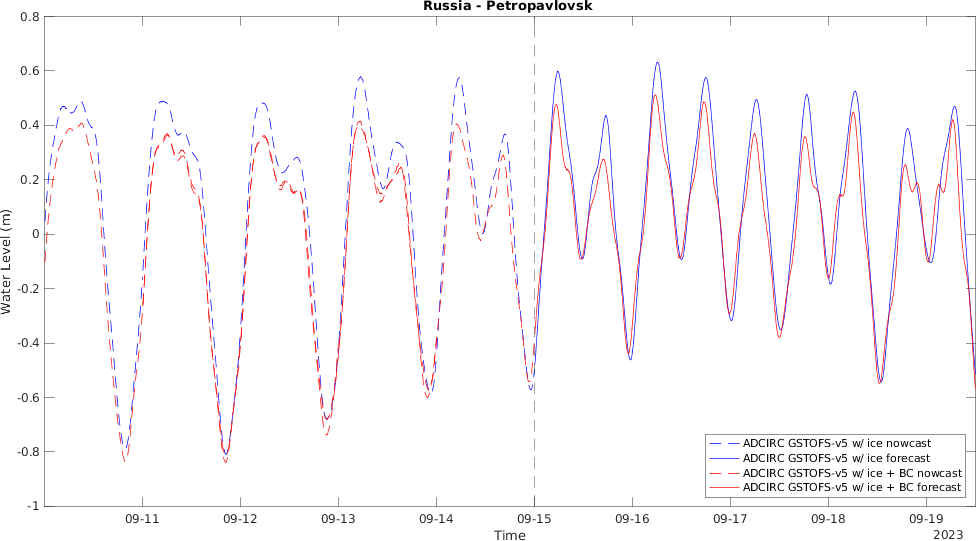 Russia - Petropavlovsk
0.8
0.6
0.4
0.2
0
-0.2
-0.4
-0.6
-0.8
-1
Water Level (m)
09-11
09-12
09-13
09-14
09-15
09-16
09-17
09-18
09-19
Time
2023
ADCIRC GSTOFS-v5 w/ ice nowcast
ADCIRC GSTOFS-v5 w/ ice forecast
ADCIRC GSTOFS-v5 w/ ice + BC nowcast
ADCIRC GSTOFS-v5 w/ ice + BC forecast